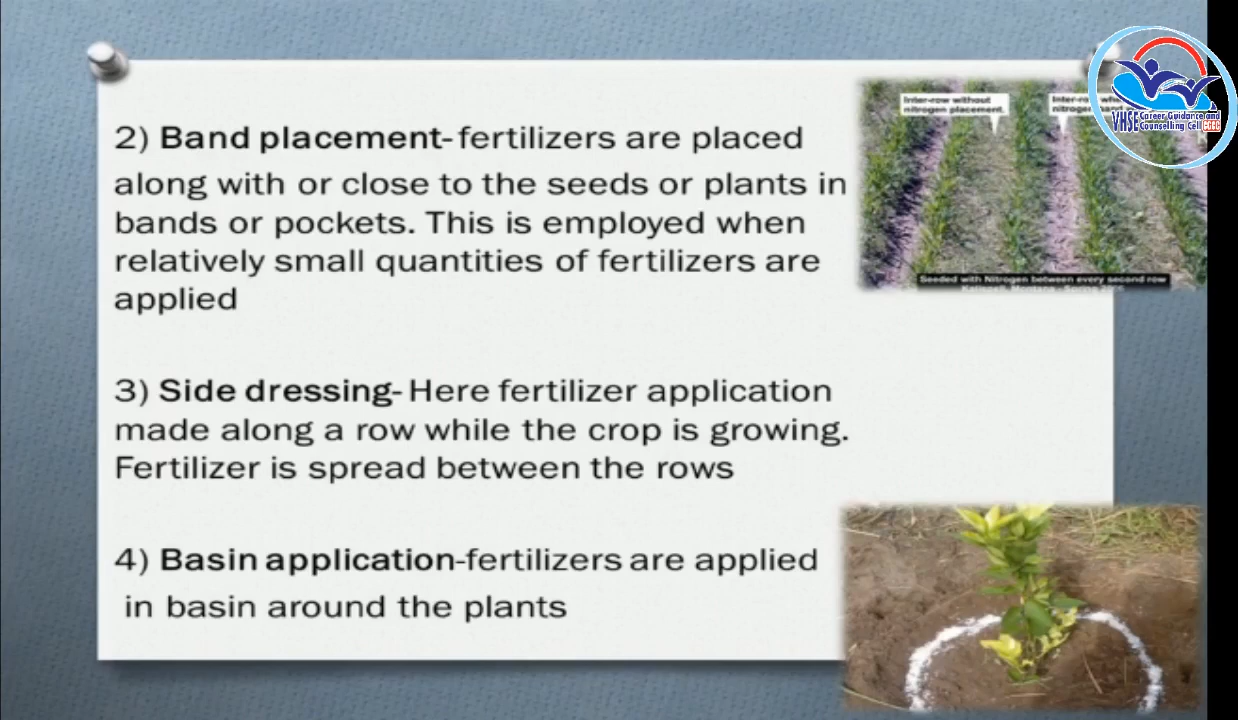 2) Band placement- fertilizers are placed
along with or close to the seeds or plants in
bands or pockets. This is employed when
relatively small quantities of fertilizers are
applied
3) Side dressing- Here fertilizer application
made along a row while the crop is growing.
Fertilizer is spread between the rows
4) Basin application-fertilizers are applied
in basin around the plants
Inter-row without
nitrogen placement.
Inter-row
nitrogen
Seeded with Nitrogen between every second row
VHSE Career Guidance and
Counselling Cell CGCC